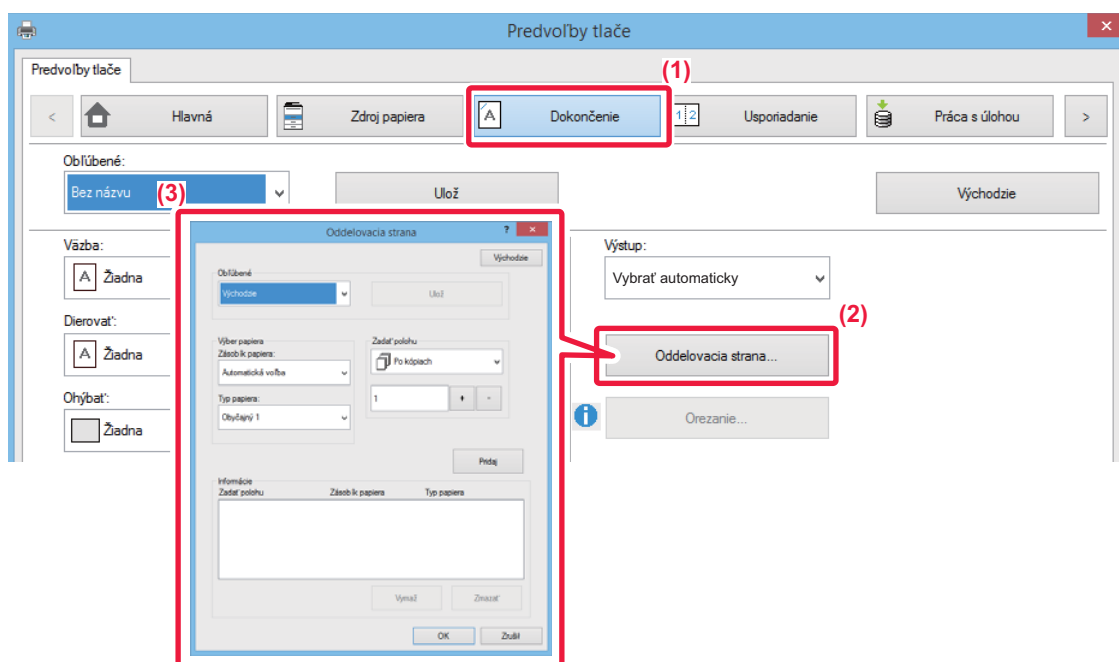 Predvoľby tlače
Predvoľby tlače
(1)
< Hlavná Zdroj papiera Dokončenie Usporiadanie Práca s úlohou >
Obľúbené:
Bez názvu (3) Ulož Východzie
Väzba:
Žiadna
Dierovať:
Žiadna
Ohýbať:
Žiadna
Oddelovacia strana ?
Východzie
Obľúbené
Východzie Ulož
Výber papiera
Zásobík papiera:
Automatická voľba
Typ papiera:
Obyčajný 1
Zadať polohu
Po kópiach
1 + -
Pridaj
Informácie
Zadať polohu Zásobík papiera Typ papiera
Vymaž Zmazať
OK Zrušiť
Výstup:
Vybrať automaticky
(2)
Oddelovacia strana...
Orezanie...